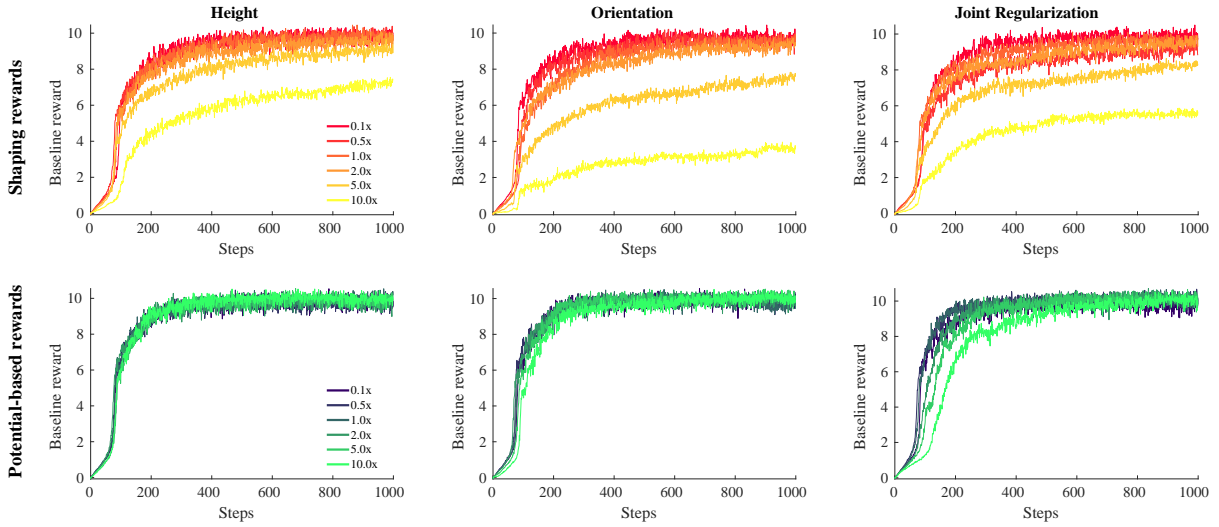 Height
Orientation
Joint Regularization
Shaping rewards
Baseline reward
10
8
6
4
2
0
0.1x
0.5x
1.0x
2.0x
5.0x
10.0x
0 200 400 600 800 1000
Steps
Baseline reward
10
8
6
4
2
0
0 200 400 600 800 1000
Steps
Baseline reward
10
8
6
4
2
0
0 200 400 600 800 1000
Steps
Potential-based rewards
Baseline reward
10
8
6
4
2
0
0.1x
0.5x
1.0x
2.0x
5.0x
10.0x
0 200 400 600 800 1000
Steps
Baseline reward
10
8
6
4
2
0
0 200 400 600 800 1000
Steps
Baseline reward
10
8
6
4
2
0
0 200 400 600 800 1000
Steps